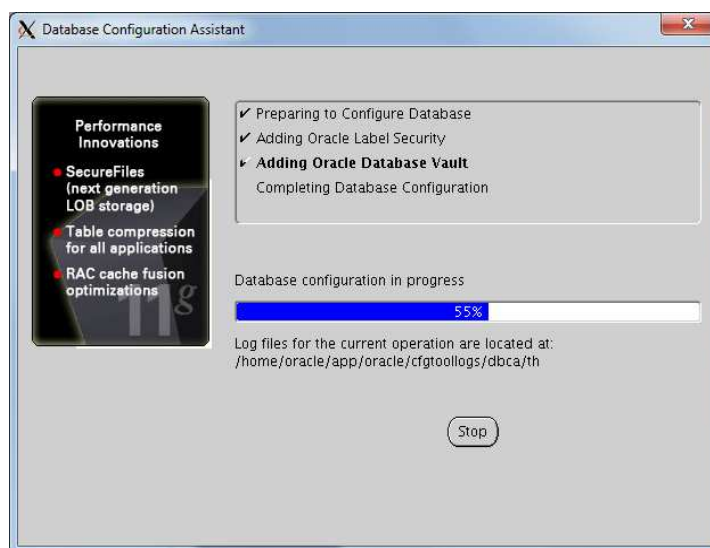 Database Configuration Assistant
Performance
Innovations
SecureFiles
(next generation
LOB storage)
Table compression
for all applications
RAC cache fusion
optimizations
11g
Preparing to Configure Database
Adding Oracle Label Security
Adding Oracle Database Vault
Completing Database Configuration
Database configuration in progress
55%
Log files for the current operation are located at:
/home/oracle/app/oracle/cfgtoollogs/dbca/th
Stop